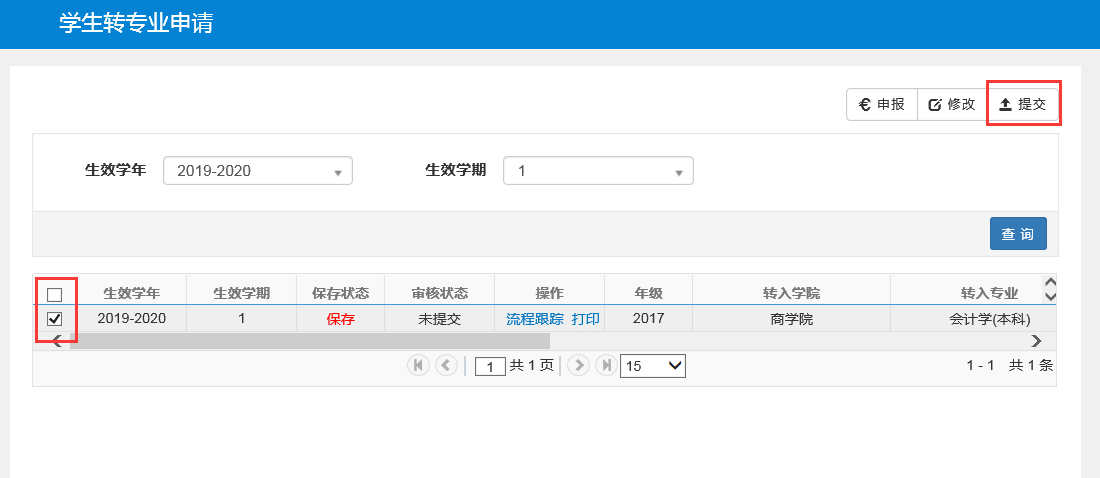 学生转专业申请
申报 修改 提交
生效学年 2019-2020 生效学期 1
查 询
生效学年 生效学期 保存状态 审核状态 操作 年级 转入学院 转入专业
2019-2020 1 保存 未提交 流程跟踪 打印 2017 商学院 会计学(本科)
1 共 1 页 15 1 - 1 共 1 条